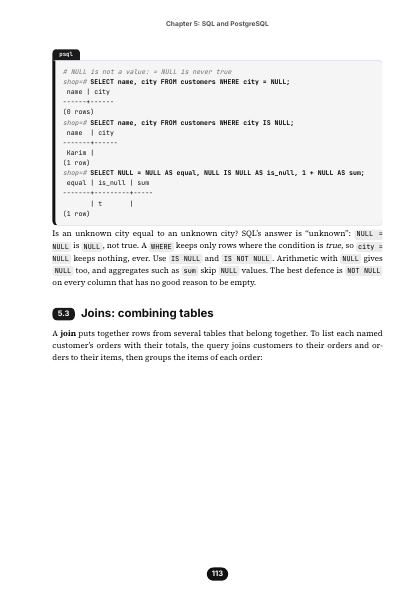 Chapter 5: SQL and PostgreSQL
psql
# NULL is not a value: = NULL is never true
shop=# SELECT name, city FROM customers WHERE city = NULL;
 name | city
------+------
(0 rows)
shop=# SELECT name, city FROM customers WHERE city IS NULL;
 name  | city
-------+------
 Karim |
(1 row)
shop=# SELECT NULL = NULL AS equal, NULL IS NULL AS is_null, 1 + NULL AS sum;
 equal | is_null | sum
-------+---------+-----
       | t       |
(1 row)
Is an unknown city equal to an unknown city? SQL's answer is “unknown”: NULL =
NULL is NULL, not true. A WHERE keeps only rows where the condition is true, so city =
NULL keeps nothing, ever. Use IS NULL and IS NOT NULL. Arithmetic with NULL gives
NULL too, and aggregates such as sum skip NULL values. The best defence is NOT NULL
on every column that has no good reason to be empty.
5.3 Joins: combining tables
A join puts together rows from several tables that belong together. To list each named
customer's orders with their totals, the query joins customers to their orders and or-
ders to their items, then groups the items of each order:
113